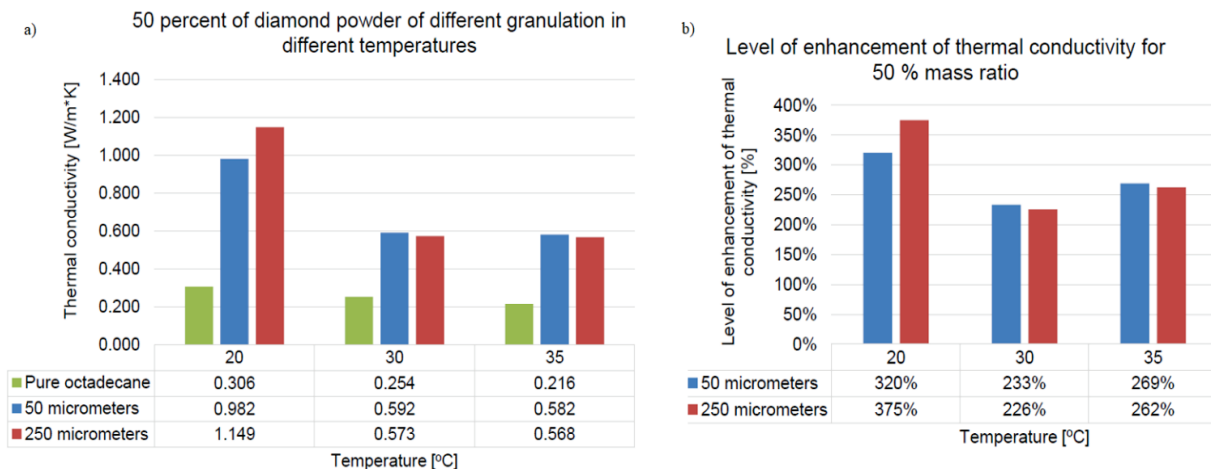 a)
50 percent of diamond powder of different granulation in
different temperatures
Thermal conductivity [W/m*K]
1.400
1.200
1.000
0.800
0.600
0.400
0.200
0.000
20 30 35
Pure octadecane 0.306 0.254 0.216
50 micrometers 0.982 0.592 0.582
250 micrometers 1.149 0.573 0.568
Temperature [ºC]
b)
Level of enhancement of thermal conductivity for
50 % mass ratio
Level of enhancement of thermal
conductivity [%]
400%
350%
300%
250%
200%
150%
100%
50%
0%
20 30 35
50 micrometers 320% 233% 269%
250 micrometers 375% 226% 262%
Temperature [ºC]